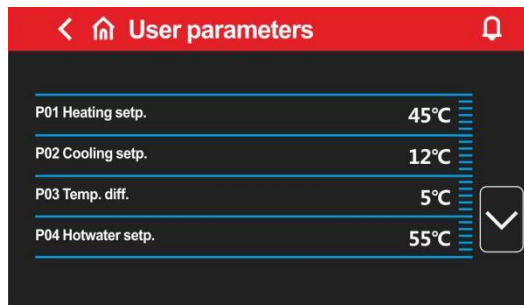 User parameters
P01 Heating setp. 45℃
P02 Cooling setp. 12℃
P03 Temp. diff. 5℃
P04 Hotwater setp. 55℃